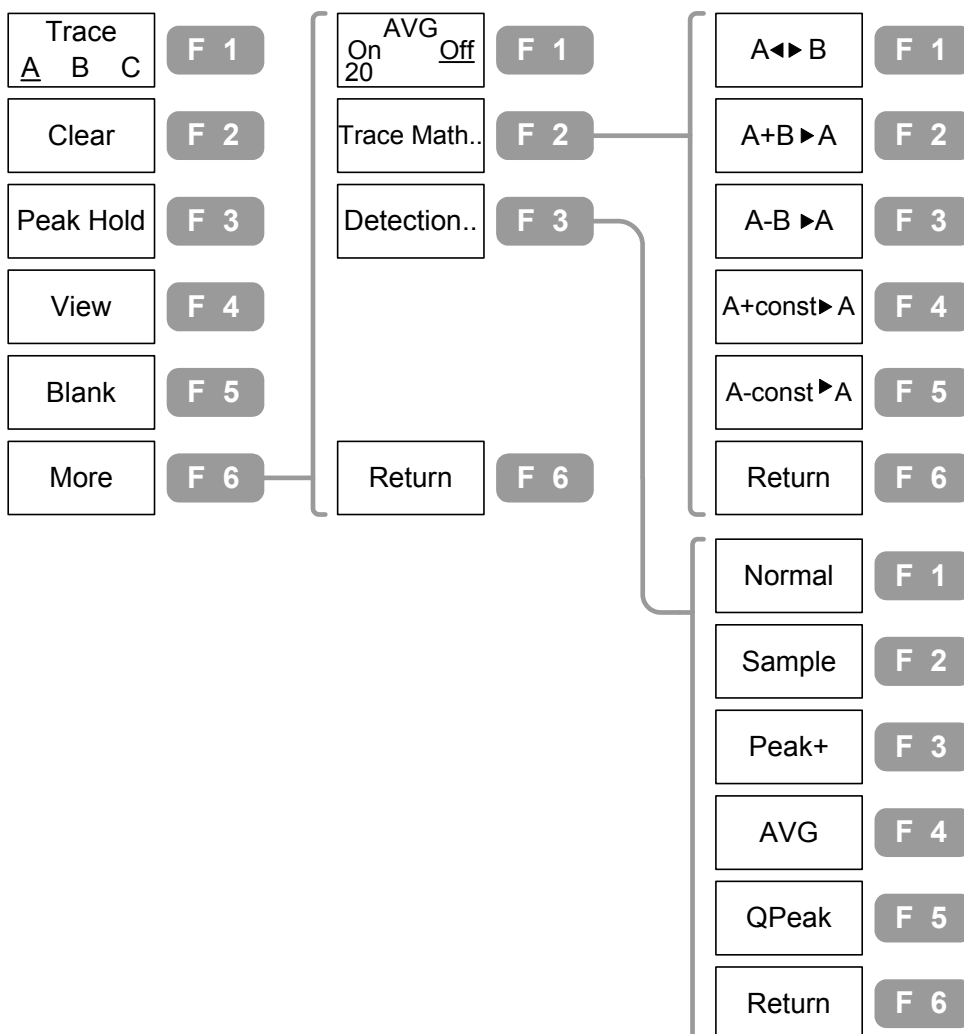 Trace
A B C
F 1
Clear
F 2
Peak Hold
F 3
View
F 4
Blank
F 5
More
F 6
AVG
On Off
20
F 1
Trace Math..
F 2
Detection..
F 3
Return
F 6
A◀▶ B
F 1
A+B▶A
F 2
A-B ▶A
F 3
A+const▶ A
F 4
A-const▶A
F 5
Return
F 6
Normal
F 1
Sample
F 2
Peak+
F 3
AVG
F 4
QPeak
F 5
Return
F 6